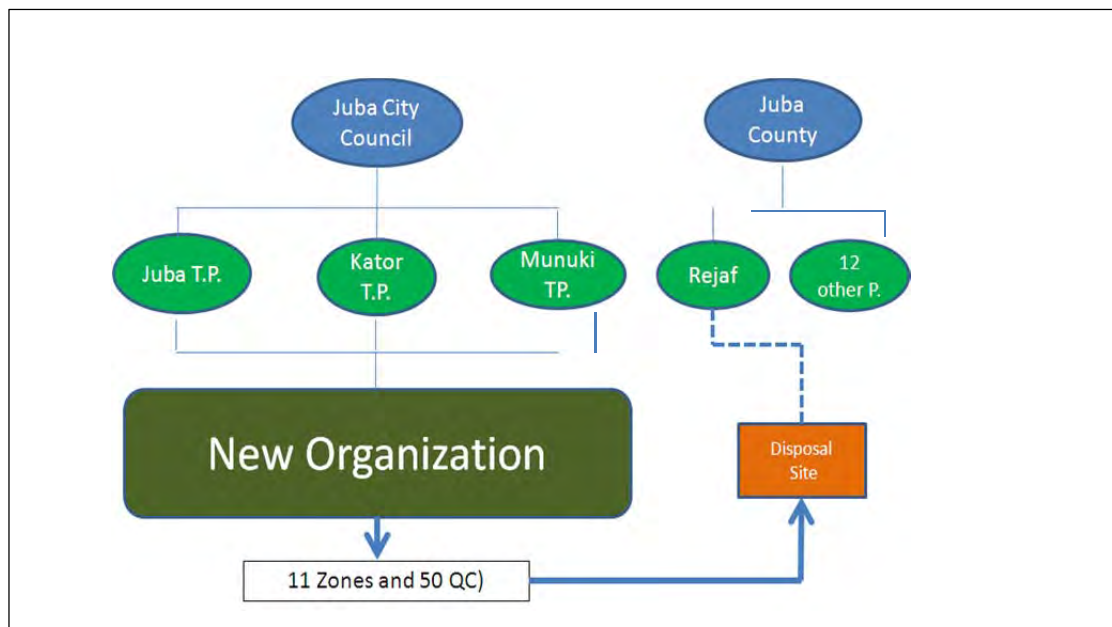 Juba City
Council
Juba
County
Juba T.P.
Kator
T.P.
Munuki
TP.
Rejaf
12
other P.
New Organization
Disposal
Site
11 Zones and 50 QC)